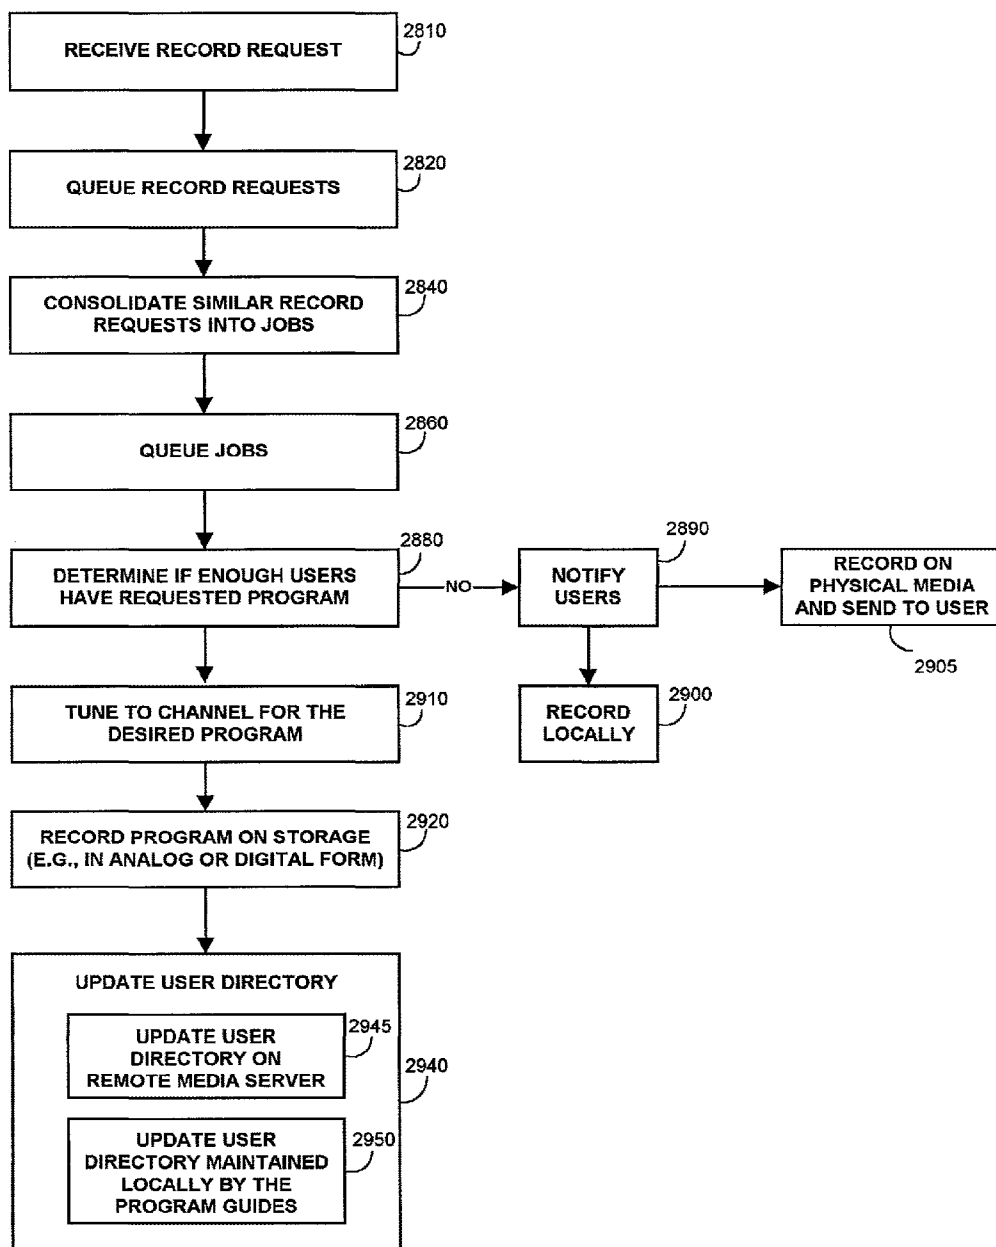 RECEIVE RECORD REQUEST
2810
QUEUE RECORD REQUESTS
2820
CONSOLIDATE SIMILAR RECORD
REQUESTS INTO JOBS
2840
QUEUE JOBS
2860
DETERMINE IF ENOUGH USERS
HAVE REQUESTED PROGRAM
2880
NO
NOTIFY
USERS
2890
RECORD ON
PHYSICAL MEDIA
AND SEND TO USER
2905
RECORD
LOCALLY
2900
TUNE TO CHANNEL FOR THE
DESIRED PROGRAM
2910
RECORD PROGRAM ON STORAGE
(E.G., IN ANALOG OR DIGITAL FORM)
2920
UPDATE USER DIRECTORY
2940
UPDATE USER
DIRECTORY ON
REMOTE MEDIA SERVER
2945
UPDATE USER
DIRECTORY MAINTAINED
LOCALLY BY THE
PROGRAM GUIDES
2950